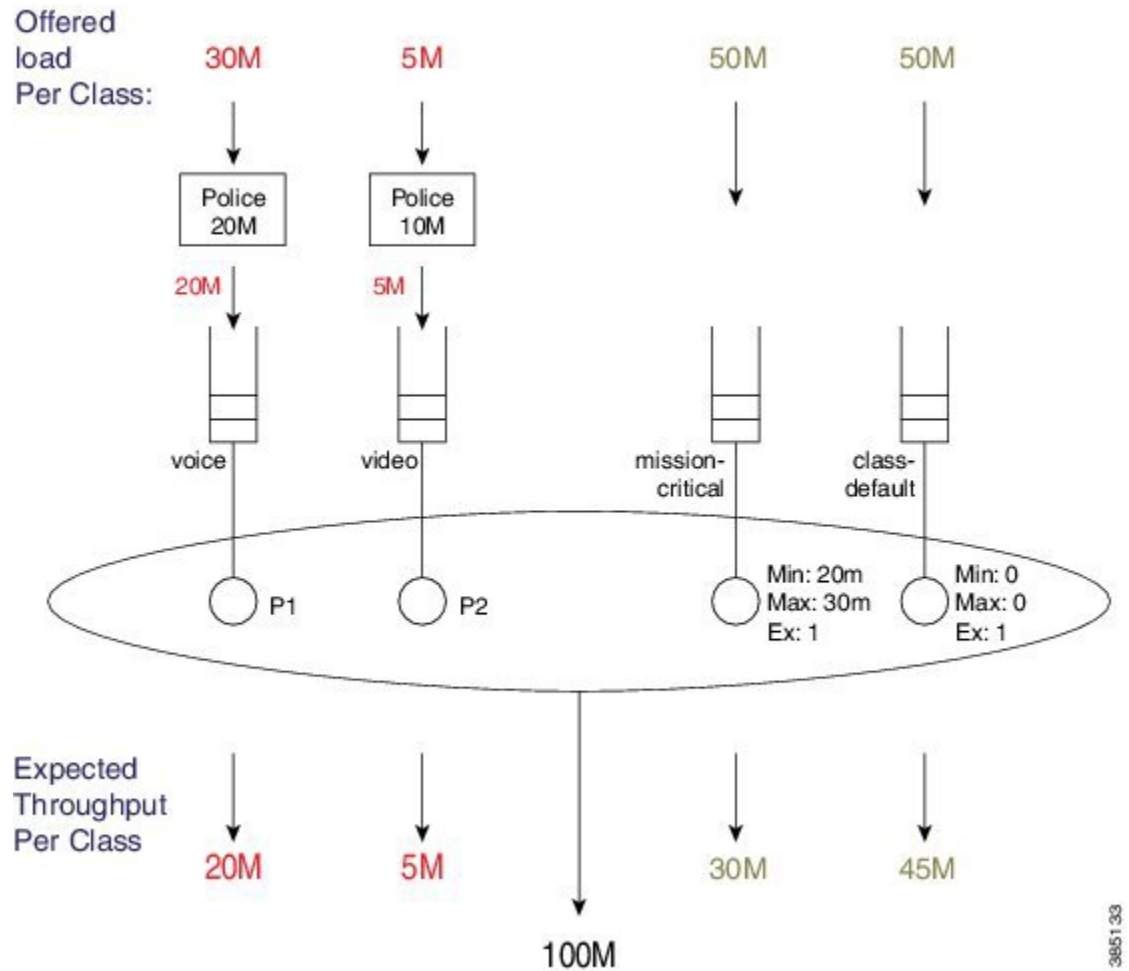 Offered
load
Per Class:
30M 5M 50M 50M
Police
20M
Police
10M
20M 5M
voice
video
mission-
critical
class-
default
P1
P2
Min: 20m
Max: 30m
Ex: 1
Min: 0
Max: 0
Ex: 1
Expected
Throughput
Per Class
20M 5M 30M 45M
100M
385133